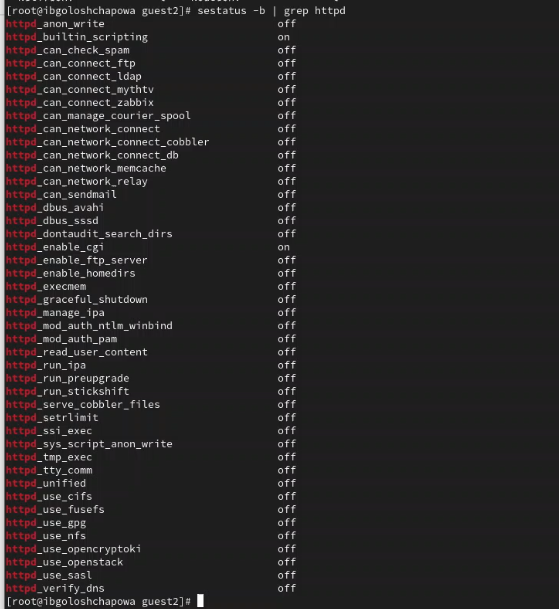 [root@ibgoloshchapowa guest2]# sestatus -b | grep httpd
httpd_anon_write off
httpd_builtin_scripting on
httpd_can_check_spam off
httpd_can_connect_ftp off
httpd_can_connect_ldap off
httpd_can_connect_mythtv off
httpd_can_connect_zabbix off
httpd_can_manage_courier_spool off
httpd_can_network_connect off
httpd_can_network_connect_cobbler off
httpd_can_network_connect_db off
httpd_can_network_memcache off
httpd_can_network_relay off
httpd_can_sendmail off
httpd_dbus_avahi off
httpd_dbus_sssd off
httpd_dontaudit_search_dirs off
httpd_enable_cgi on
httpd_enable_ftp_server off
httpd_enable_homedirs off
httpd_execmem off
httpd_graceful_shutdown off
httpd_manage_ipa off
httpd_mod_auth_ntlm_winbind off
httpd_mod_auth_pam off
httpd_read_user_content off
httpd_run_ipa off
httpd_run_preupgrade off
httpd_run_stickshift off
httpd_serve_cobbler_files off
httpd_setrlimit off
httpd_ssi_exec off
httpd_sys_script_anon_write off
httpd_tmp_exec off
httpd_tty_comm off
httpd_unified off
httpd_use_cifs off
httpd_use_fusefs off
httpd_use_gpg off
httpd_use_nfs off
httpd_use_opencryptoki off
httpd_use_openstack off
httpd_use_sasl off
httpd_verify_dns off
[root@ibgoloshchapowa guest2]#